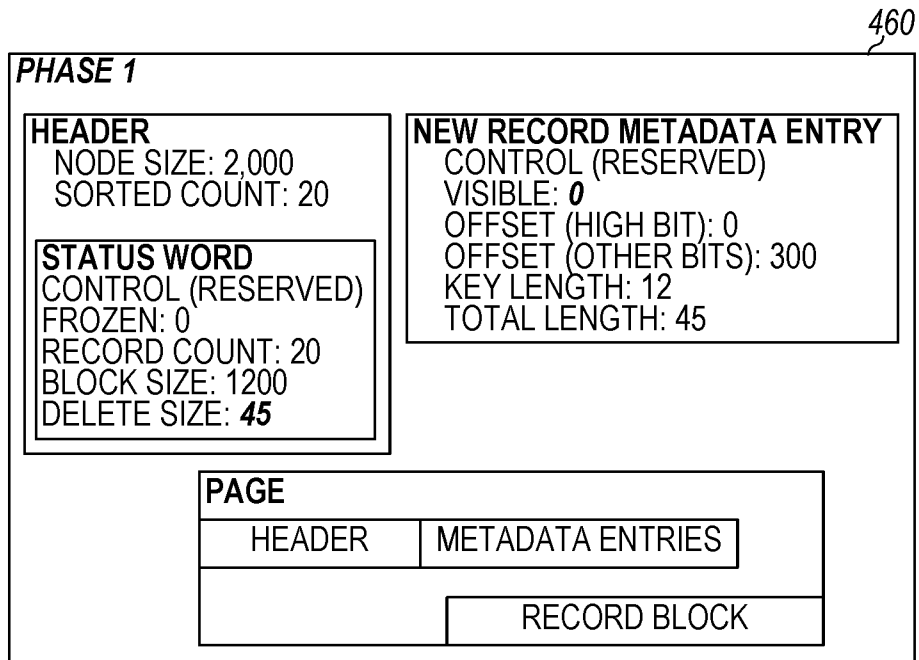 460
PHASE 1
HEADER
NODE SIZE: 2,000
SORTED COUNT: 20
STATUS WORD
CONTROL (RESERVED)
FROZEN: 0
RECORD COUNT: 20
BLOCK SIZE: 1200
DELETE SIZE: 45
NEW RECORD METADATA ENTRY
CONTROL (RESERVED)
VISIBLE: 0
OFFSET (HIGH BIT): 0
OFFSET (OTHER BITS): 300
KEY LENGTH: 12
TOTAL LENGTH: 45
PAGE
HEADER
METADATA ENTRIES
RECORD BLOCK